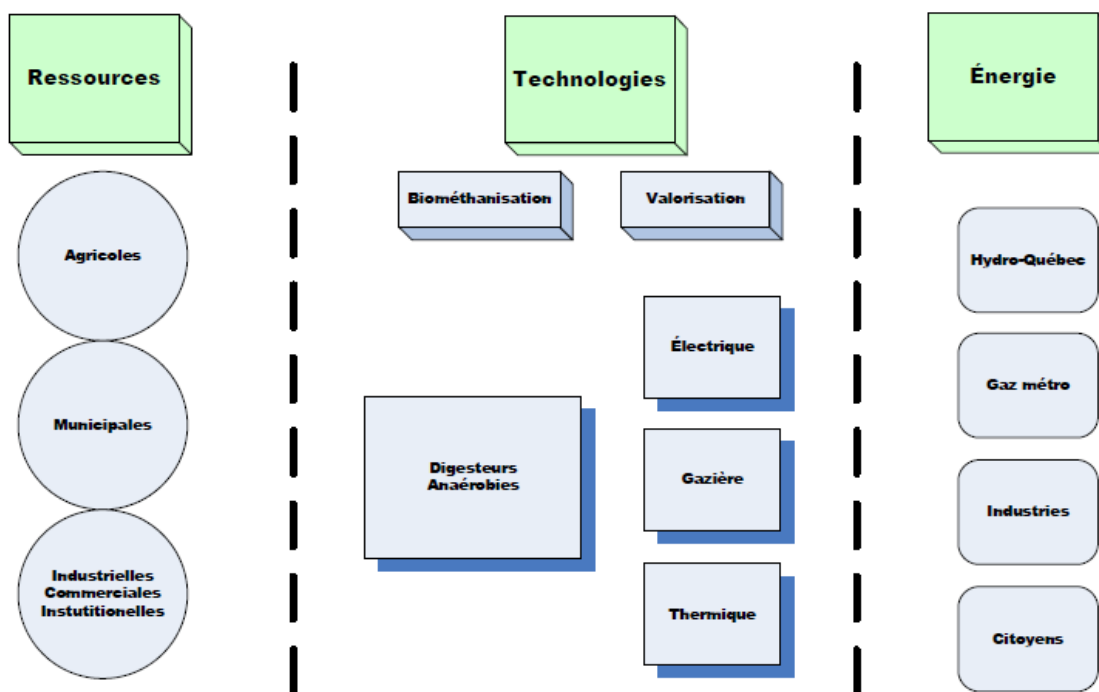 Ressources
Technologies
Énergie
Biométhanisation
Valorisation
Agricoles
Municipales
Industrielles
Commerciales
Instutitionelles
Digesteurs
Anaérobies
Électrique
Gazière
Thermique
Hydro-Québec
Gaz métro
Industries
Citoyens